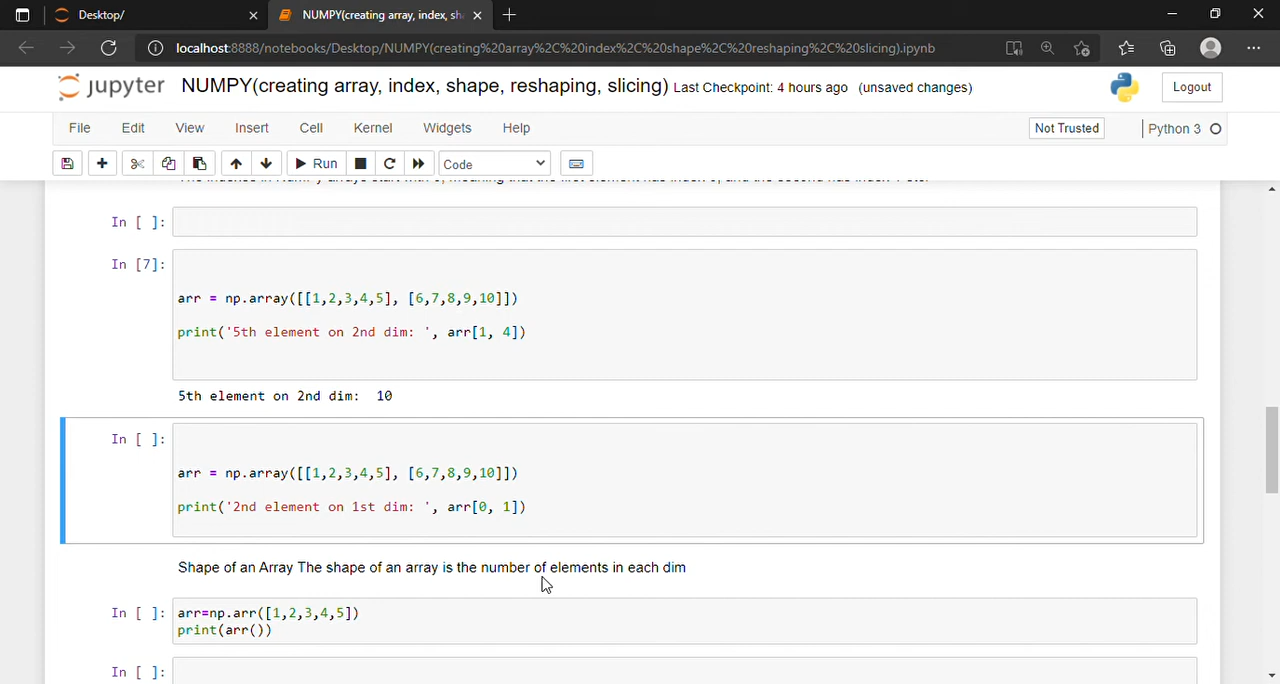 Desktop/
NUMPY(creating array, index, sh
localhost:8888/notebooks/Desktop/NUMPY(creating%20array%2C%20index%2C%20shape%2C%20reshaping%2C%20slicing).ipynb
jupyter NUMPY(creating array, index, shape, reshaping, slicing) Last Checkpoint: 4 hours ago (unsaved changes)
Logout
File Edit View Insert Cell Kernel Widgets Help
Not Trusted Python 3
Run Code
In [ ]:
In [7]:
arr = np.array([[1,2,3,4,5], [6,7,8,9,10]])
print('5th element on 2nd dim: ', arr[1, 4])
5th element on 2nd dim:  10
In [ ]:
arr = np.array([[1,2,3,4,5], [6,7,8,9,10]])
print('2nd element on 1st dim: ', arr[0, 1])
Shape of an Array The shape of an array is the number of elements in each dim
In [ ]: arr=np.arr([1,2,3,4,5])
print(arr())
In [ ]: